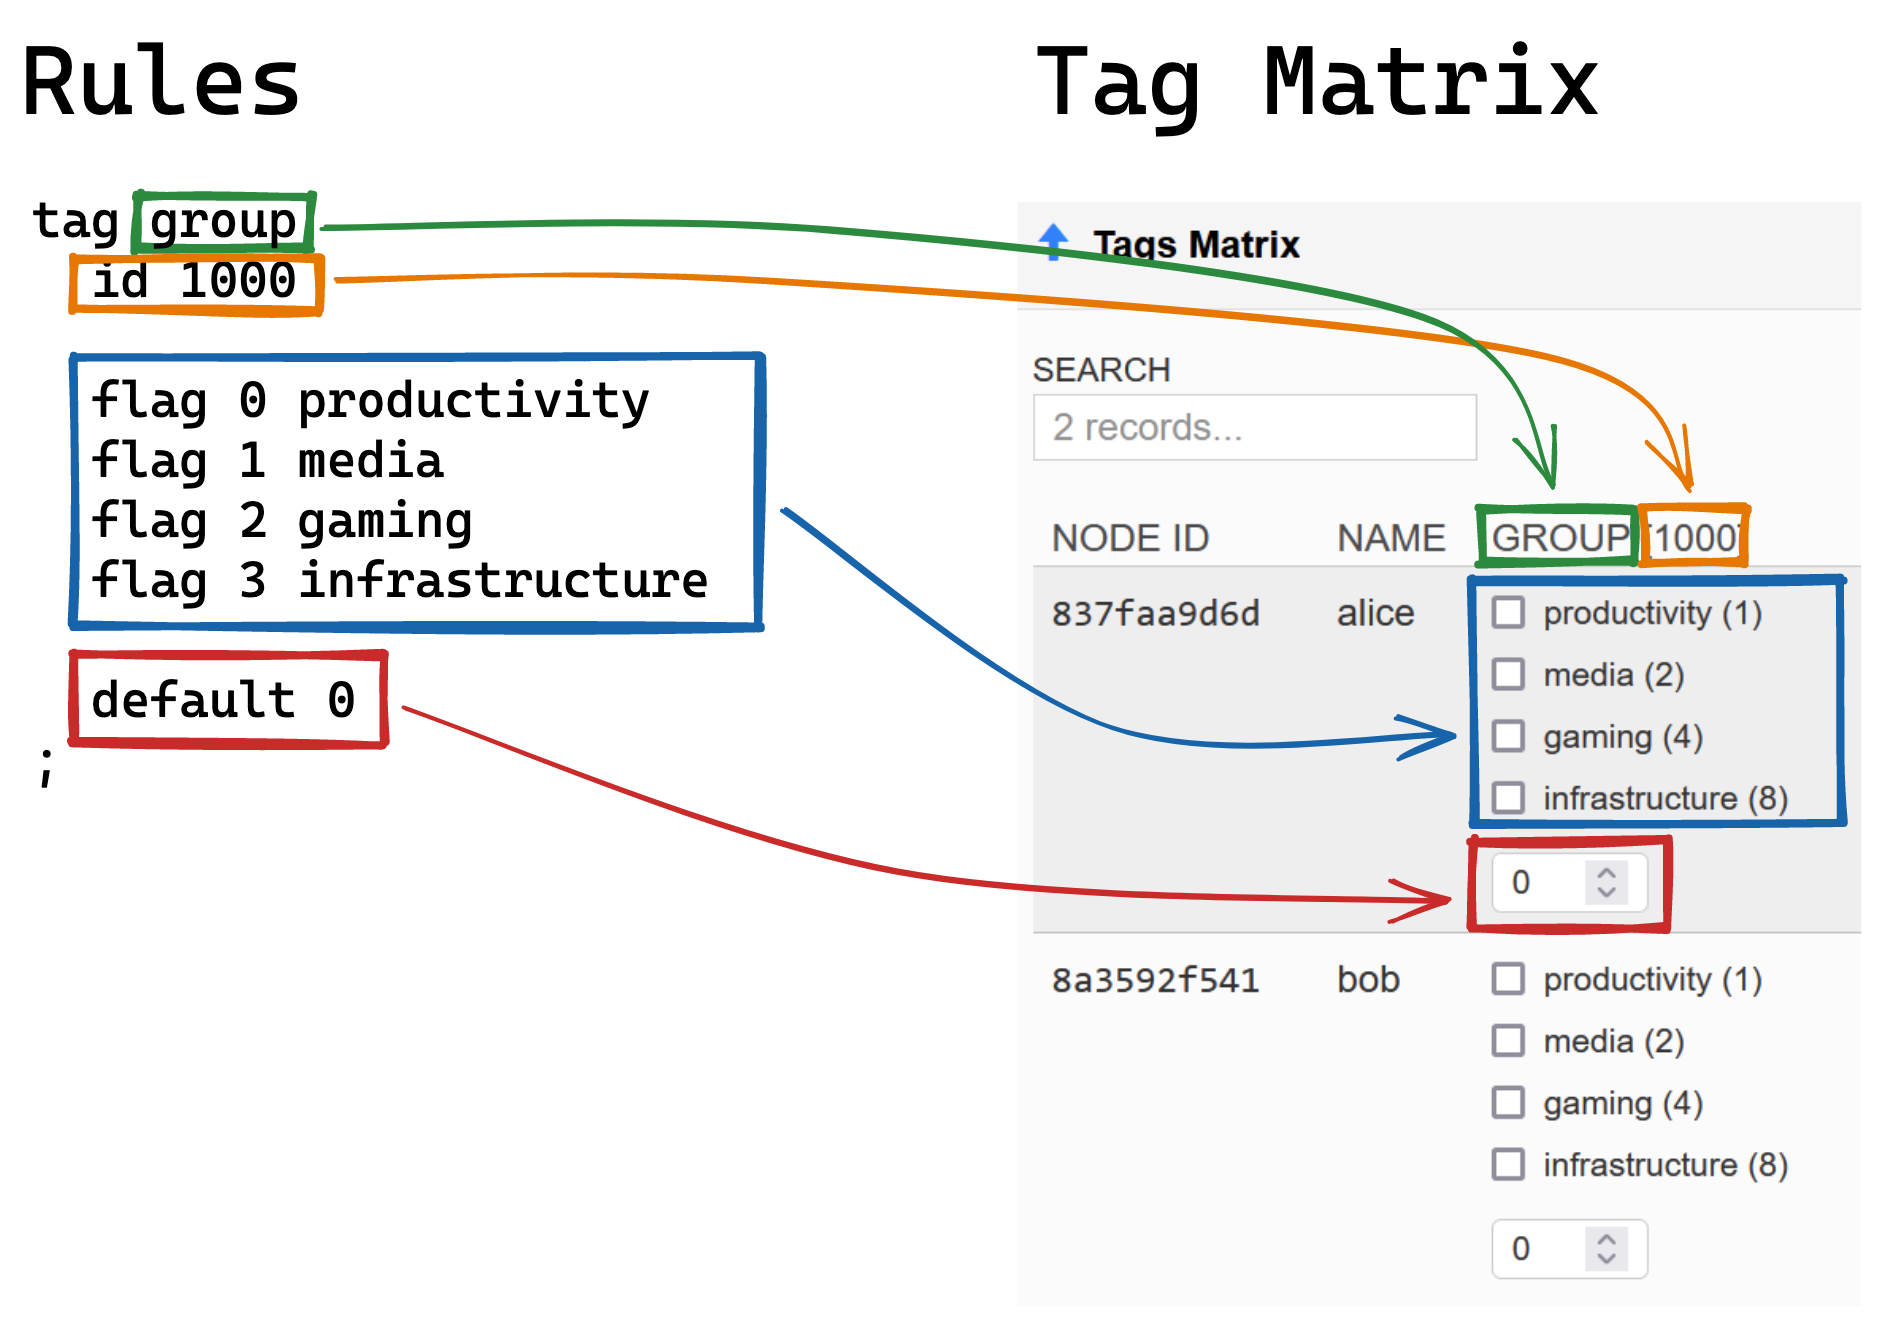 Rules
tag group
id 1000
flag 0 productivity
flag 1 media
flag 2 gaming
flag 3 infrastructure
default 0
;
Tag Matrix
Tags Matrix
SEARCH
2 records...
NODE ID NAME GROUP [1000]
837faa9d6d alice productivity (1)
media (2)
gaming (4)
infrastructure (8)
0
8a3592f541 bob productivity (1)
media (2)
gaming (4)
infrastructure (8)
0